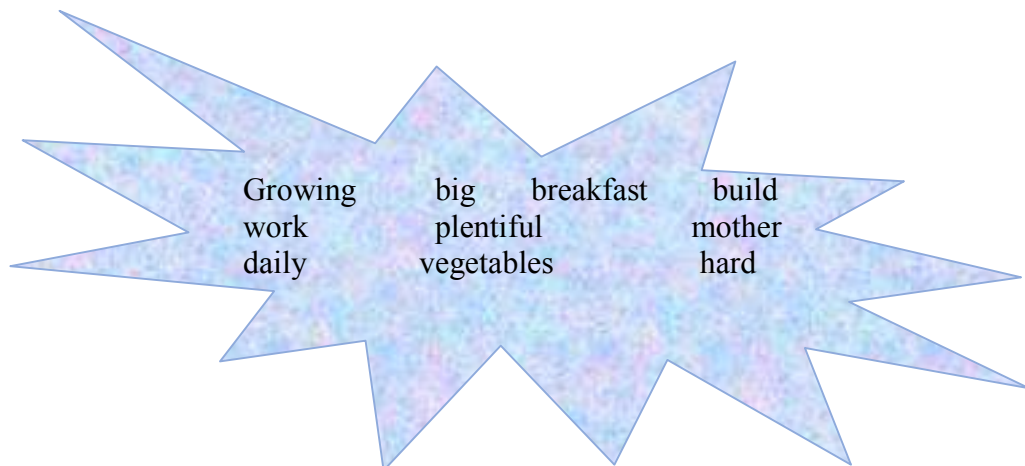 Growing big breakfast build
work plentiful mother
daily vegetables hard